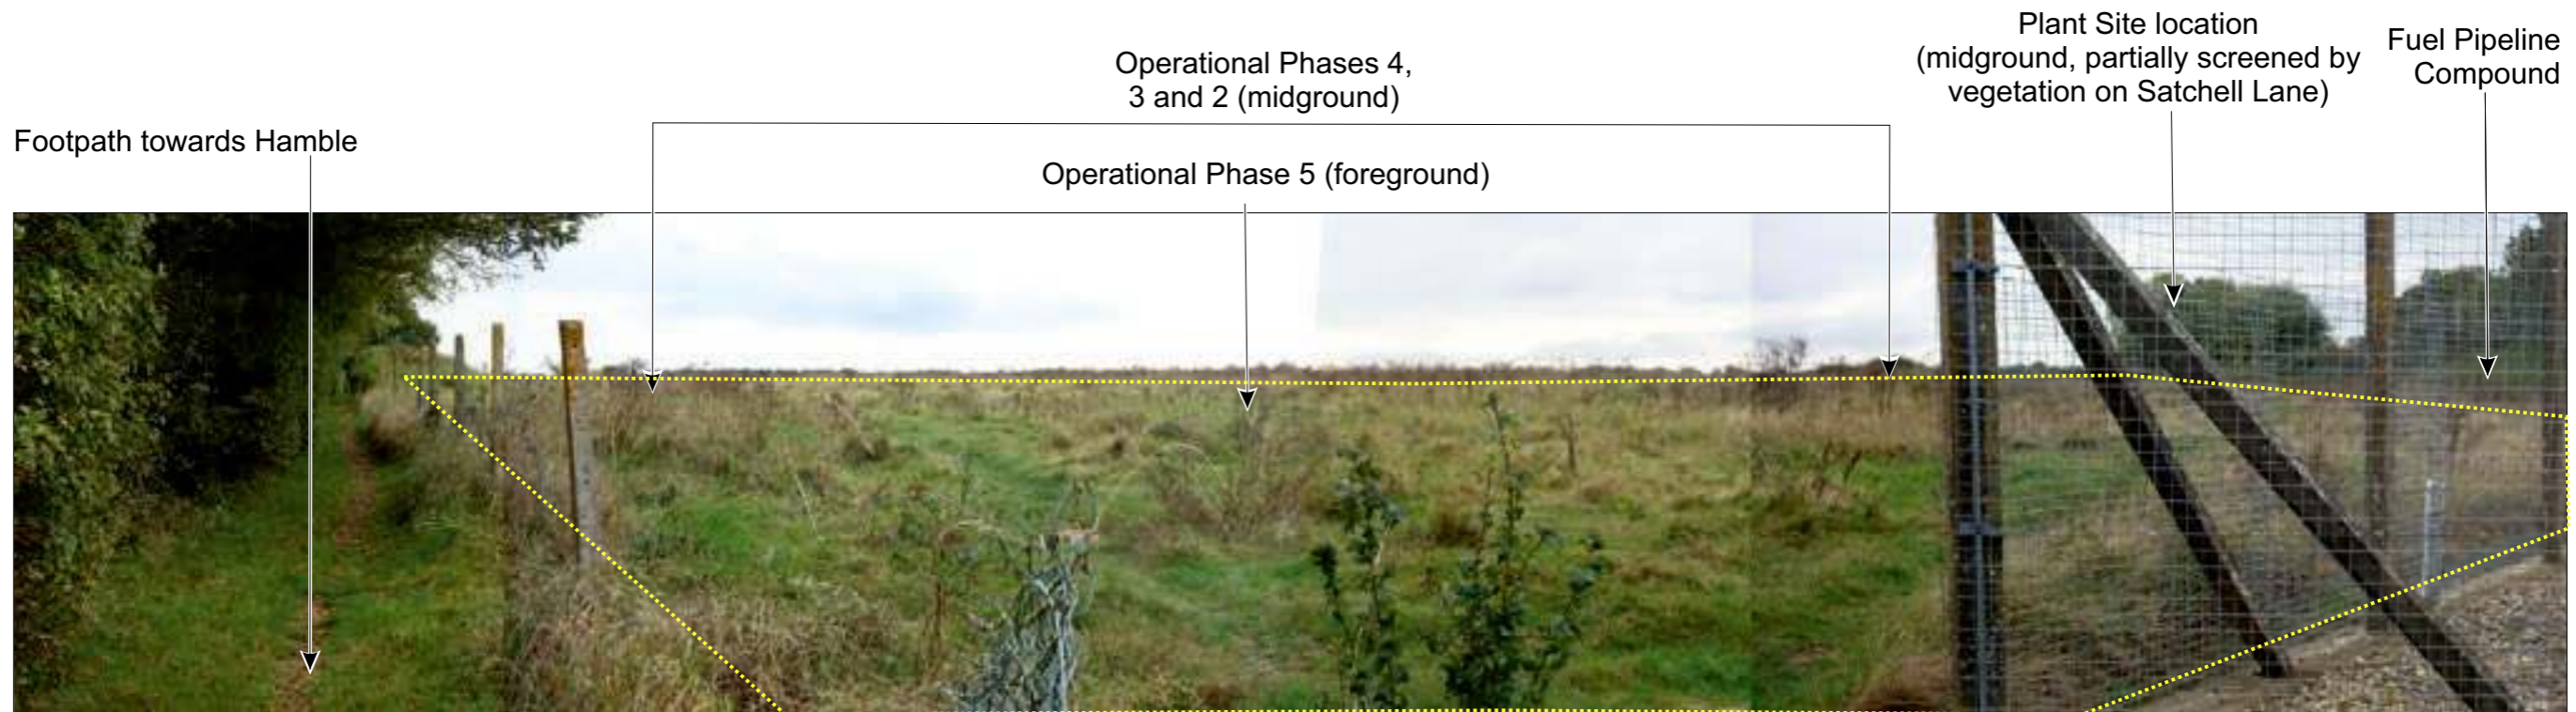 Plant Site location
(midground, partially screened by
vegetation on Satchell Lane)
Fuel Pipeline
Compound
Operational Phases 4,
3 and 2 (midground)
Footpath towards Hamble
Operational Phase 5 (foreground)